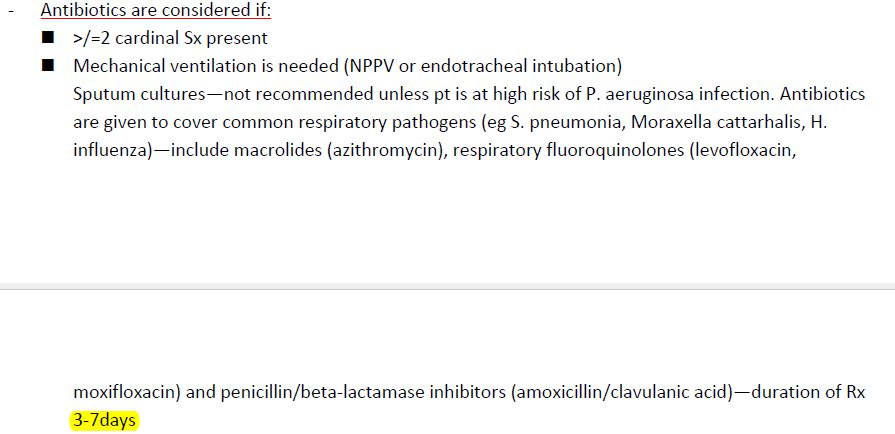 - Antibiotics are considered if:
■ >/=2 cardinal Sx present
■ Mechanical ventilation is needed (NPPV or endotracheal intubation)
Sputum cultures—not recommended unless pt is at high risk of P. aeruginosa infection. Antibiotics
are given to cover common respiratory pathogens (eg S. pneumonia, Moraxella cattarhalis, H.
influenza)—include macrolides (azithromycin), respiratory fluoroquinolones (levofloxacin,
moxifloxacin) and penicillin/beta-lactamase inhibitors (amoxicillin/clavulanic acid)—duration of Rx
3-7days